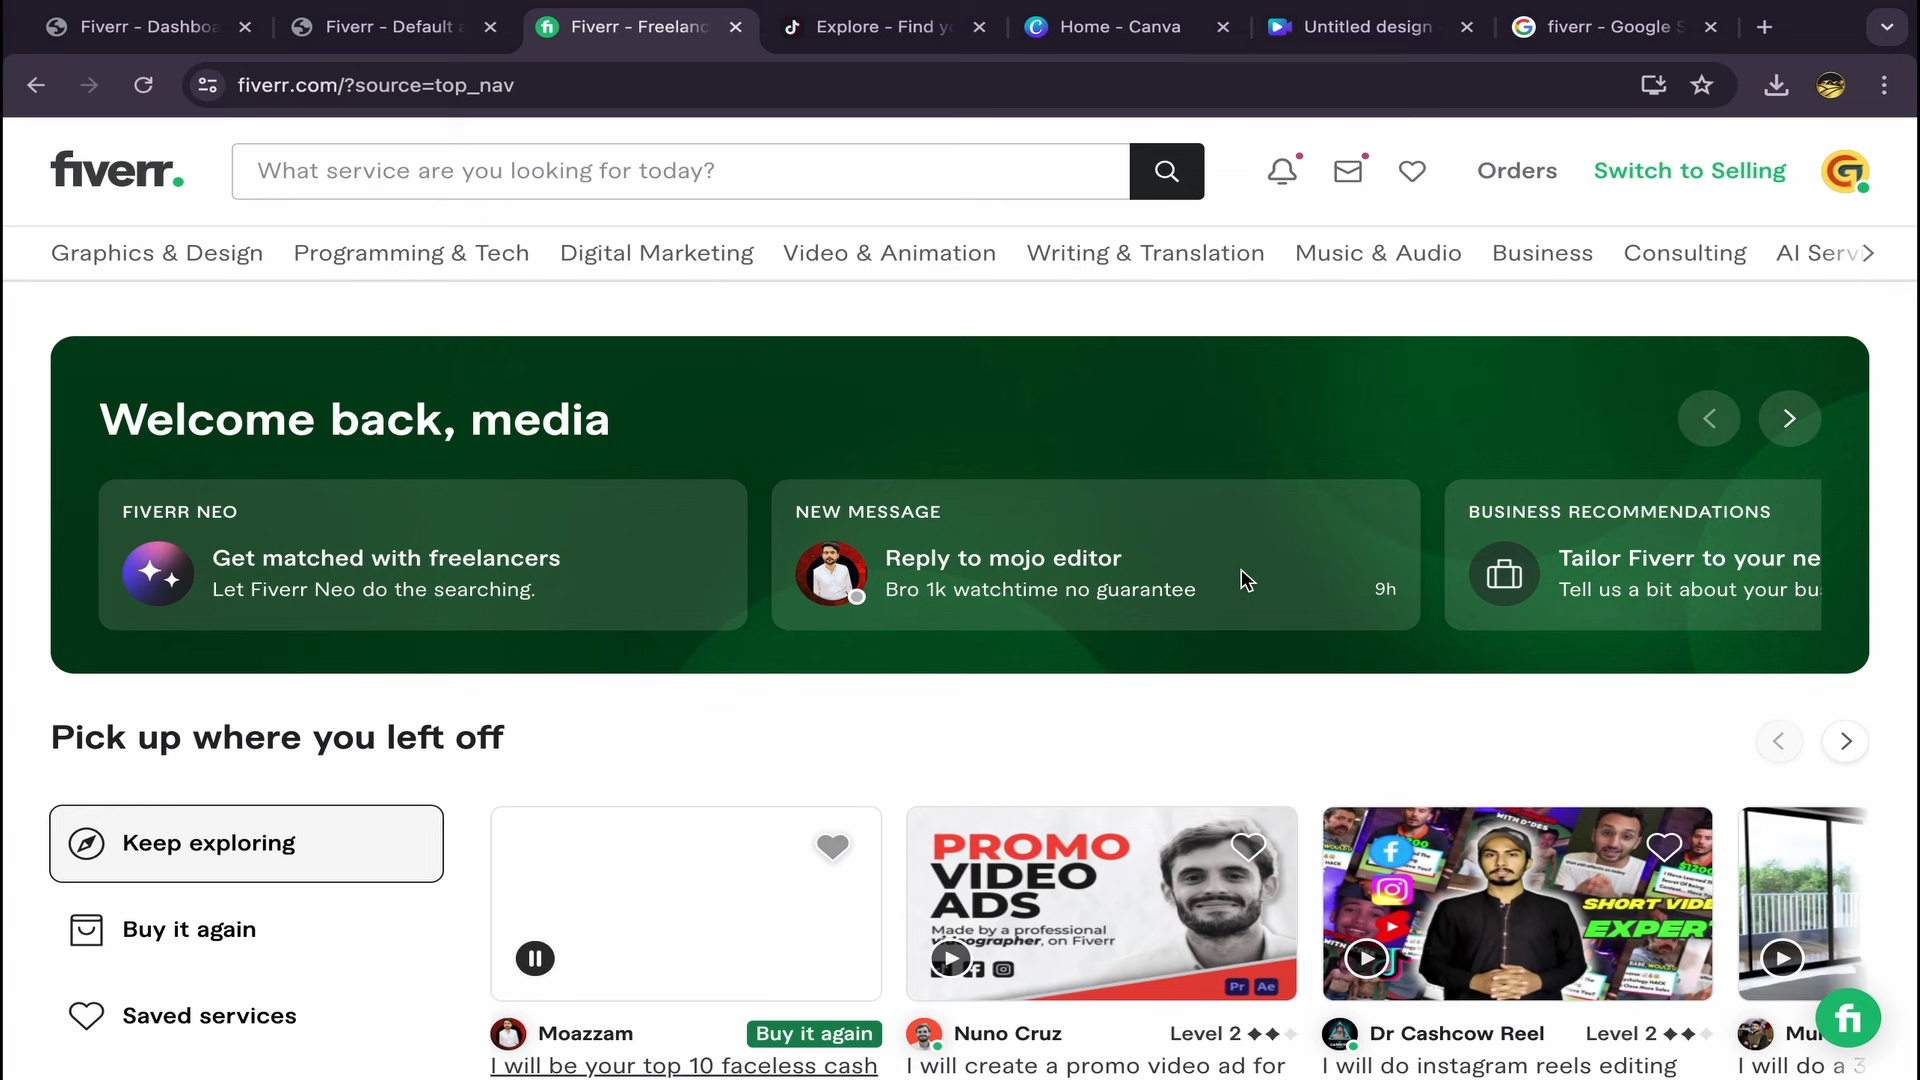 Fiverr - Dashbo
Fiverr - Default
Fiverr - Freelanc
Explore - Find yo
Home - Canva
Untitled design
fiverr - Google S
fiverr.com/?source=top_nav
fiverr.
What service are you looking for today?
Orders
Switch to Selling
Graphics & Design
Programming & Tech
Digital Marketing
Video & Animation
Writing & Translation
Music & Audio
Business
Consulting
AI Serv
Welcome back, media
FIVERR NEO
Get matched with freelancers
Let Fiverr Neo do the searching.
NEW MESSAGE
Reply to mojo editor
Bro 1k watchtime no guarantee
9h
BUSINESS RECOMMENDATIONS
Tailor Fiverr to your ne
Tell us a bit about your bu
Pick up where you left off
Keep exploring
Buy it again
Saved services
PROMO
VIDEO
ADS
Made by a professional
videographer, on Fiverr
Pr Ae
SHORT VIDE
EXPER
Moazzam
Buy it again
I will be your top 10 faceless cash
Nuno Cruz
Level 2
I will create a promo video ad for
Dr Cashcow Reel
Level 2
I will do instagram reels editing
Mu
I will do a 3
fi